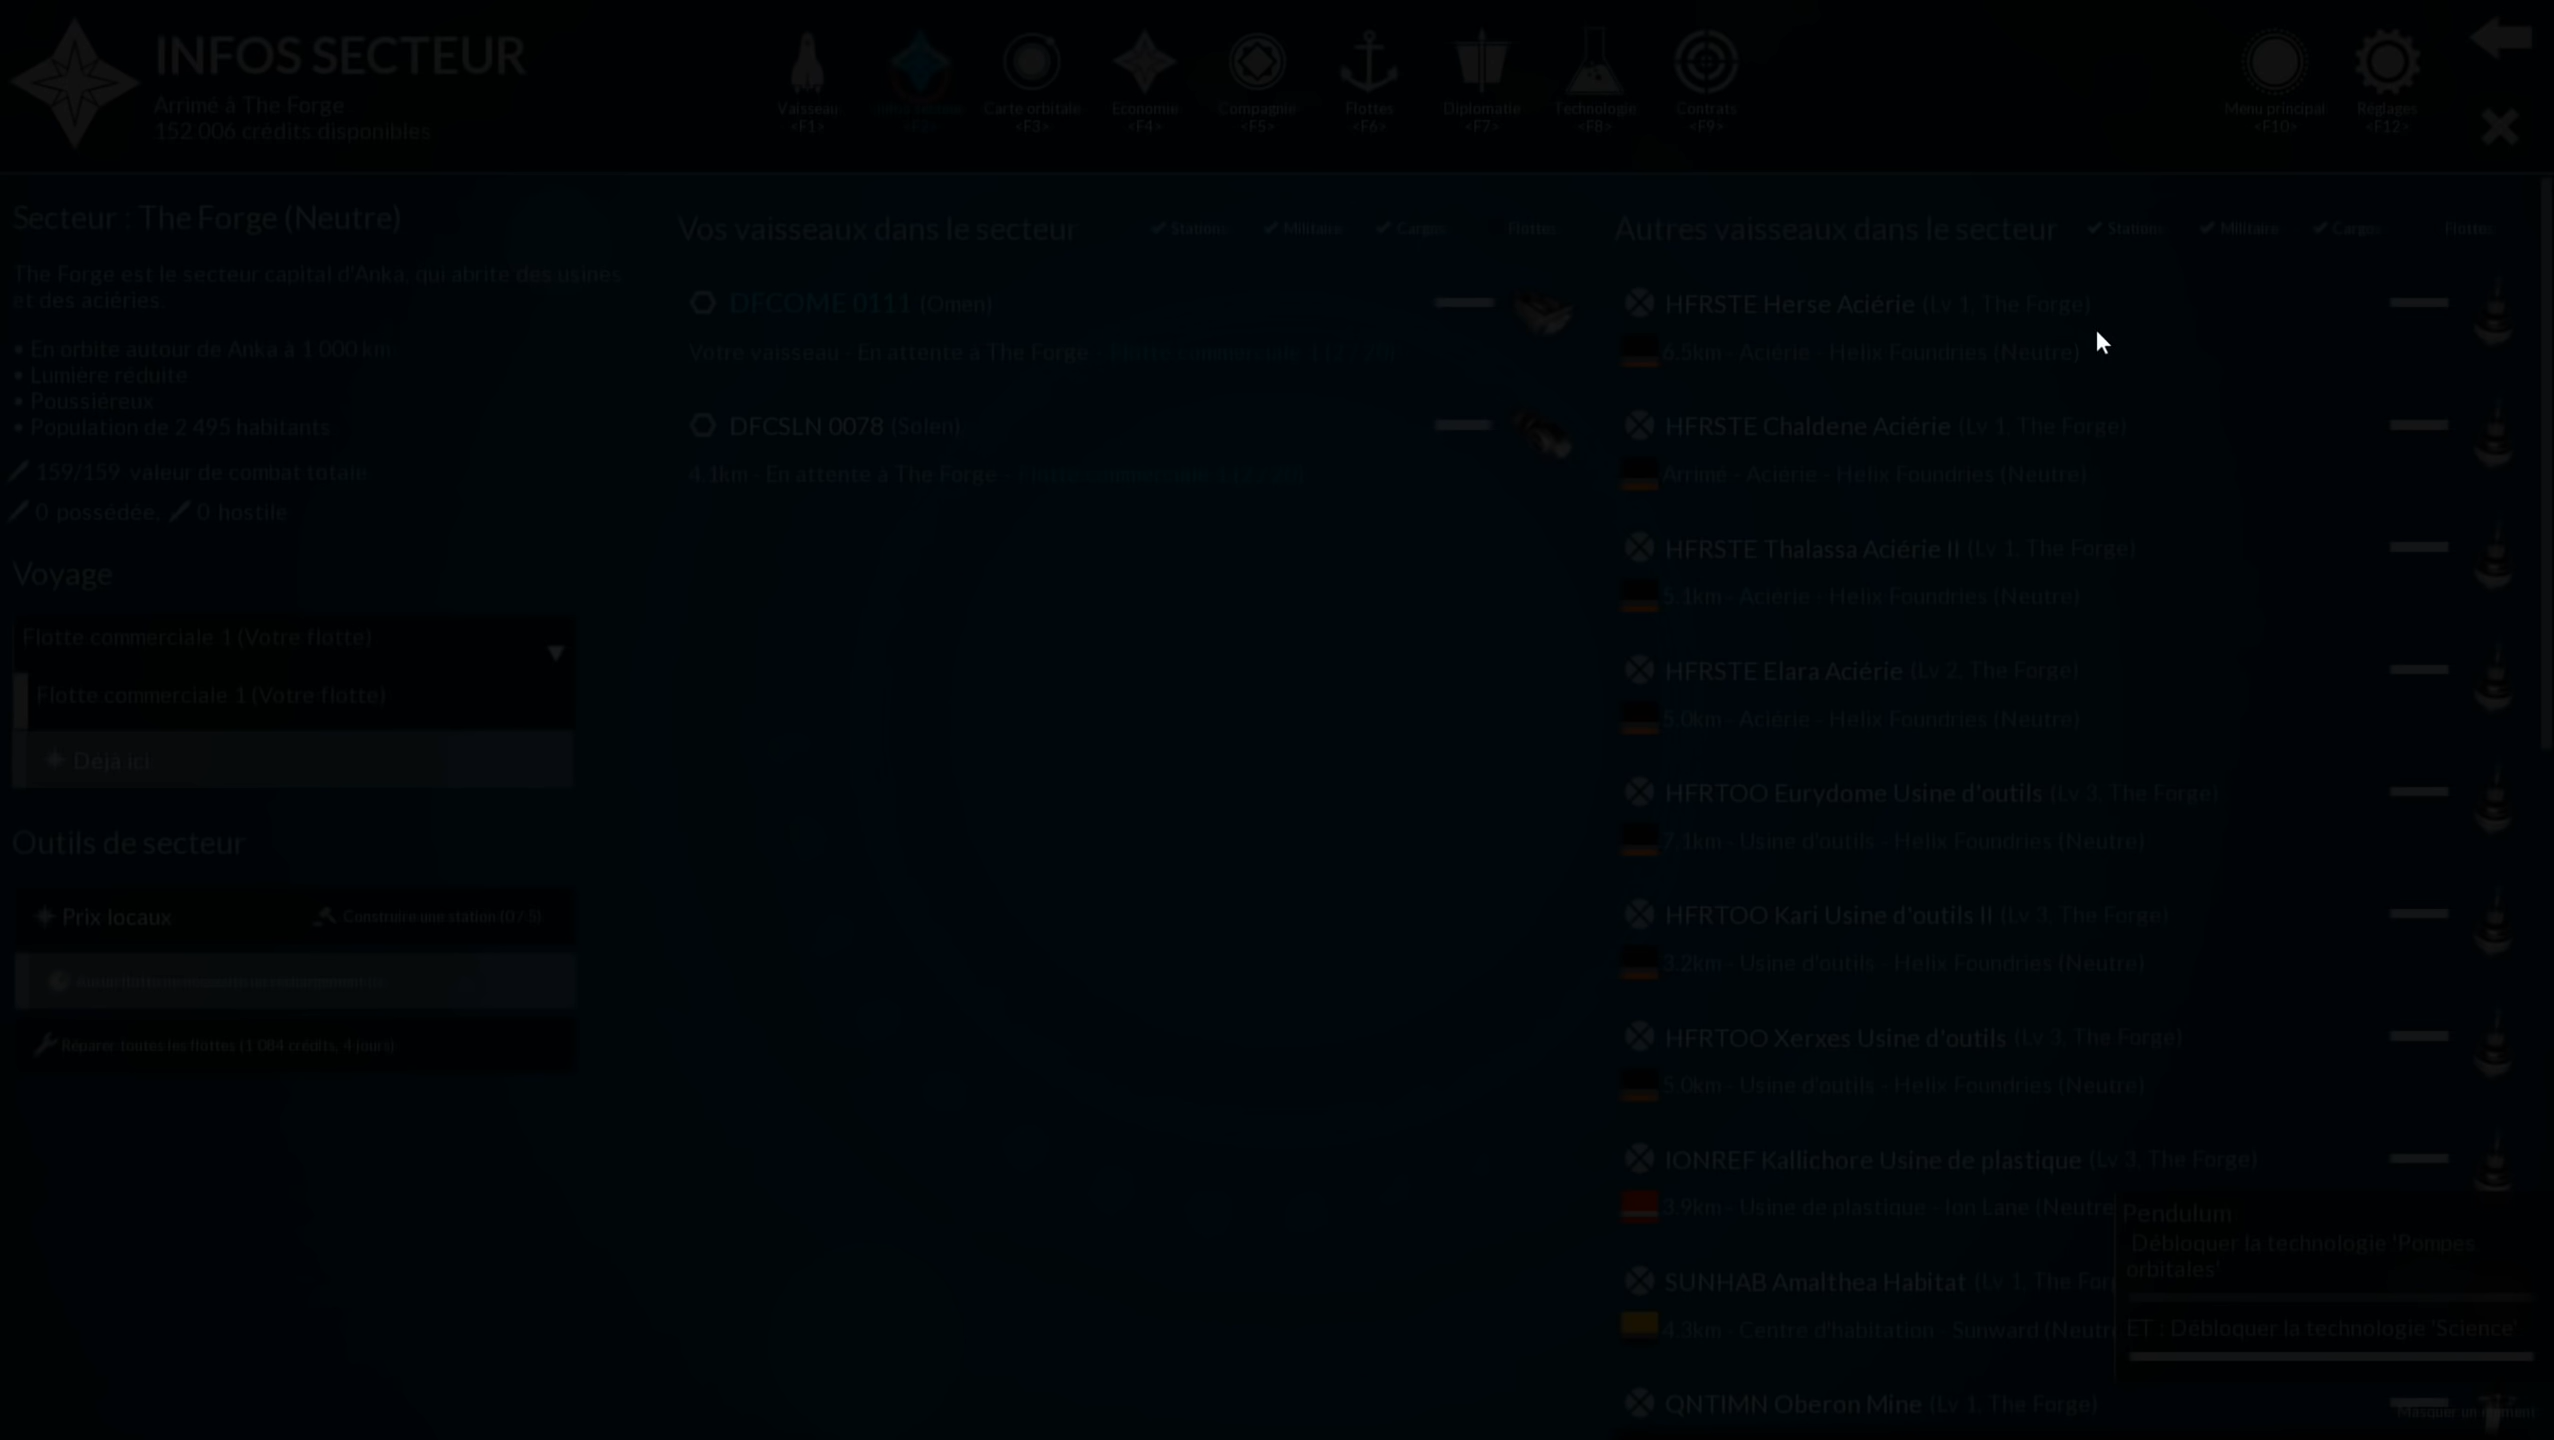 INFOS SECTEUR
Arrimé à The Forge
152 006 crédits disponibles
Vaisseau
<F1>
Carte orbitale
<F3>
Économie
<F4>
Compagnie
<F5>
Flottes
<F6>
Diplomatie
<F7>
Technologie
<F8>
Contrats
<F9>
Menu principal
<F10>
Réglages
<F12>
Secteur : The Forge (Neutre)
The Forge est le secteur capital d'Anka, qui abrite des usines
et des aciéries.
• En orbite autour de Anka à 1 000 km
• Lumière réduite
• Poussiéreux
• Population de 2 495 habitants
159/159 valeur de combat totale
0 possédée, 0 hostile
Voyage
Flotte commerciale 1 (Votre flotte)
Flotte commerciale 1 (Votre flotte)
Déjà ici
Outils de secteur
Prix locaux
Construire une station (0 / 5)
Réparer toutes les flottes (1 084 crédits, 4 jours)
Vos vaisseaux dans le secteur
Stations
Militaire
Cargos
Flottes
DFCOME 0111 (Omen)
Votre vaisseau - En attente à The Forge - Flotte commerciale 1
DFCSLN 0078 (Solen)
4.1km - En attente à The Forge -
Autres vaisseaux dans le secteur
Stations
Militaire
Cargos
Flottes
HFRSTE Herse Aciérie (Lv 1, The Forge)
6.5km - Aciérie - Helix Foundries (Neutre)
HFRSTE Chaldene Aciérie (Lv 1, The Forge)
Arrimé - Aciérie - Helix Foundries (Neutre)
HFRSTE Thalassa Aciérie II (Lv 1, The Forge)
5.1km - Aciérie - Helix Foundries (Neutre)
HFRSTE Elara Aciérie (Lv 2, The Forge)
5.0km - Aciérie - Helix Foundries (Neutre)
HFRTOO Eurydome Usine d'outils (Lv 3, The Forge)
7.1km - Usine d'outils - Helix Foundries (Neutre)
HFRTOO Kari Usine d'outils II (Lv 3, The Forge)
3.2km - Usine d'outils - Helix Foundries (Neutre)
HFRTOO Xerxes Usine d'outils (Lv 3, The Forge)
5.0km - Usine d'outils - Helix Foundries (Neutre)
IONREF Kallichore Usine de plastique (Lv 3, The Forge)
3.9km - Usine de plastique - Ion Lane (Neutre
SUNHAB Amalthea Habitat (Lv 1, The For
4.3km - Centre d'habitation - Sunward (Neutr
QNTIMN Oberon Mine (Lv 1, The Forge)
Pendulum
Débloquer la technologie 'Pompes
orbitales'
ET : Débloquer la technologie 'Science'
Masquer un moment